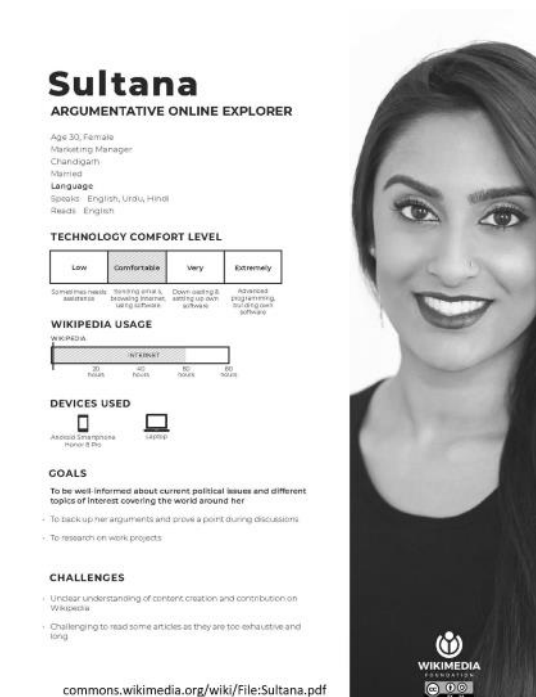 Sultana
ARGUMENTATIVE ONLINE EXPLORER
Age 30, Female
Marketing Manager
Chandigarh
Married
Language
Speaks English, Urdu, Hindi
Reads English
TECHNOLOGY COMFORT LEVEL
Low Comfortable Very Extremely
Sometimes needs assistance
Sending emails, browsing internet, using software
Downloading & setting up own software
Advanced programming, building own software
WIKIPEDIA USAGE
WIKIPEDIA
INTERNET
20 40 60 80
hours hours hours hours
DEVICES USED
Android Smartphone
Honor 8 Pro
Laptop
GOALS
To be well-informed about current political issues and different
topics of interest covering the world around her
- To back up her arguments and prove a point during discussions
- To research on work projects
CHALLENGES
- Unclear understanding of content creation and contribution on
Wikipedia
- Challenging to read some articles as they are too exhaustive and
long
WIKIMEDIA
FOUNDATION
commons.wikimedia.org/wiki/File:Sultana.pdf